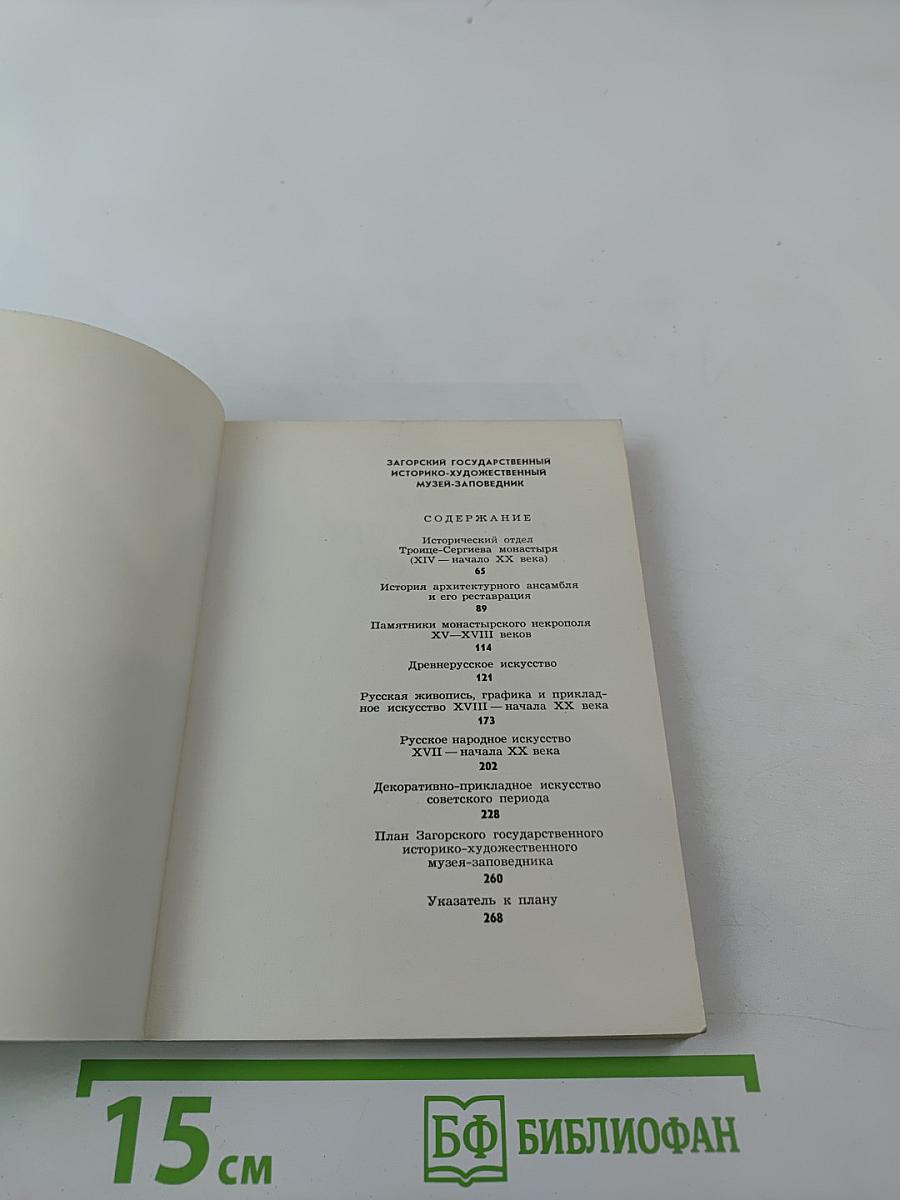 ЗАГОРСКИЙ ГОСУДАРСТВЕННЫЙ
ИСТОРИКО-ХУДОЖЕСТВЕННЫЙ
МУЗЕЙ-ЗАПОВЕДНИК
СОДЕРЖАНИЕ
Исторический отдел
Троице-Сергиева монастыря
(XIV — начало XX века)
65
История архитектурного ансамбля
и его реставрация
89
Памятники монастырского некрополя
XV—XVIII веков
114
Древнерусское искусство
121
Русская живопись, графика и приклад-
ное искусство XVIII — начала XX века
173
Русское народное искусство
XVII — начала XX века
202
Декоративно-прикладное искусство
советского периода
228
План Загорского государственного
историко-художественного
музея-заповедника
260
Указатель к плану
268
15 см
БФ БИБЛИОФАН